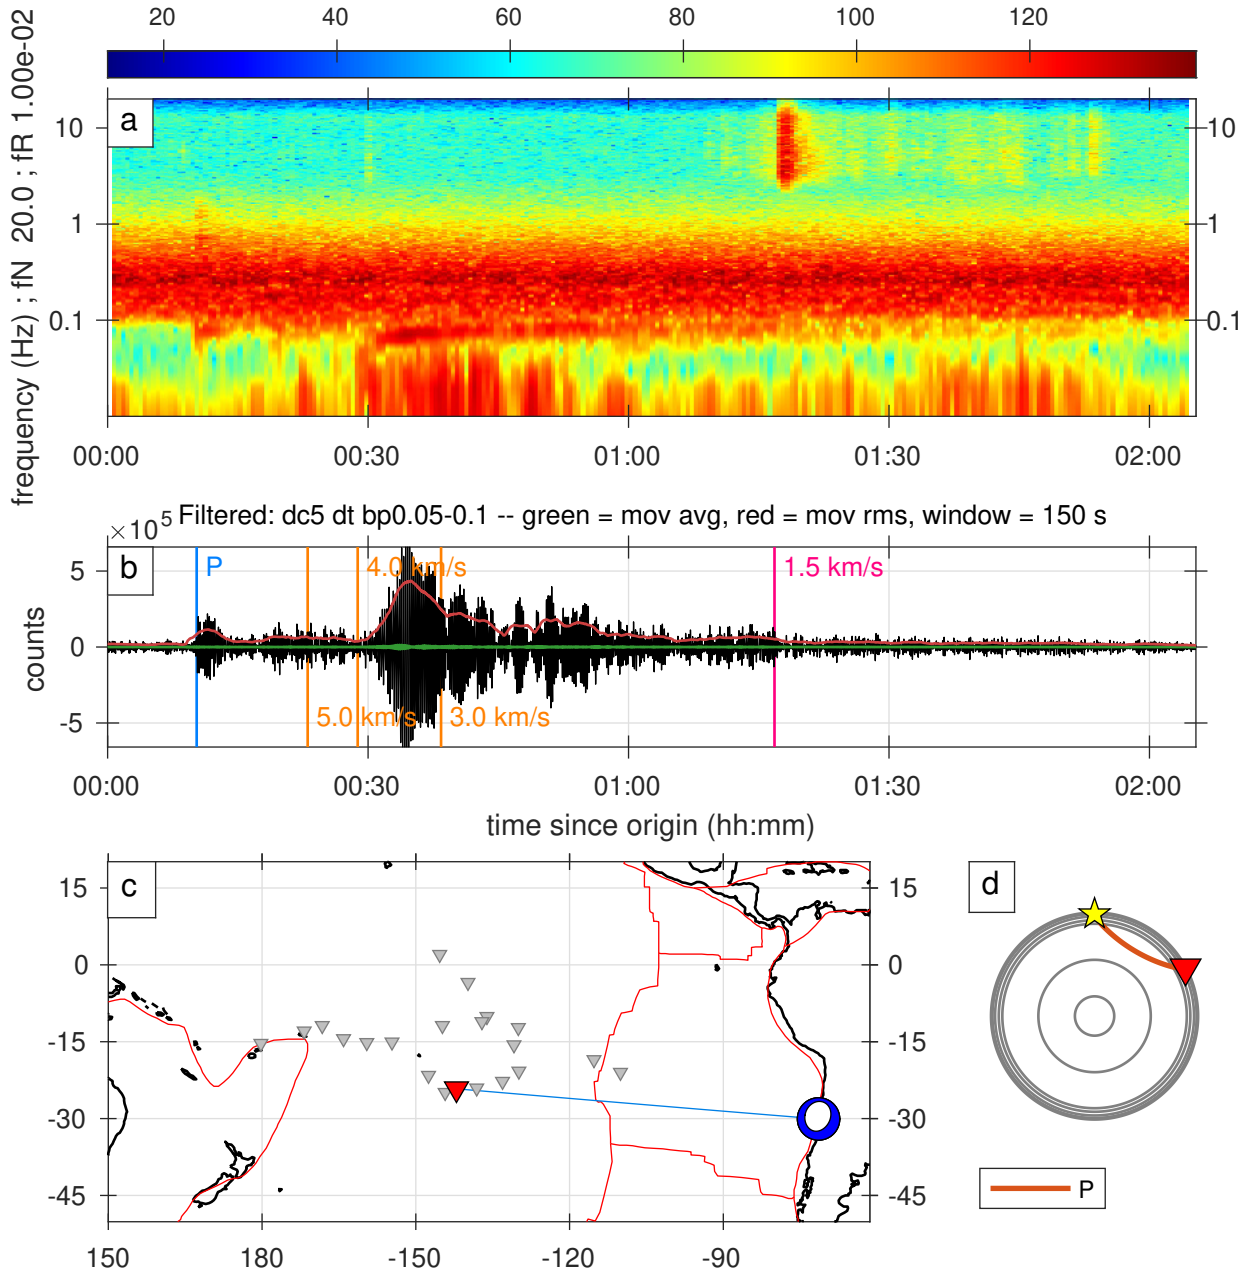 20 40 60 80 100 120
frequency (Hz) ; fN 20.0 ; fR 1.00e-02
a
10 10
1 1
0.1 0.1
00:00 00:30 01:00 01:30 02:00
×10^5 Filtered: dc5 dt bp0.05-0.1 -- green = mov avg, red = mov rms, window = 150 s
b P 4.0 km/s 1.5 km/s
5
counts
0
-5
5.0 km/s 3.0 km/s
00:00 00:30 01:00 01:30 02:00
time since origin (hh:mm)
c d
15 15
0 0
-15 -15
-30 -30
-45 -45
P
150 180 -150 -120 -90